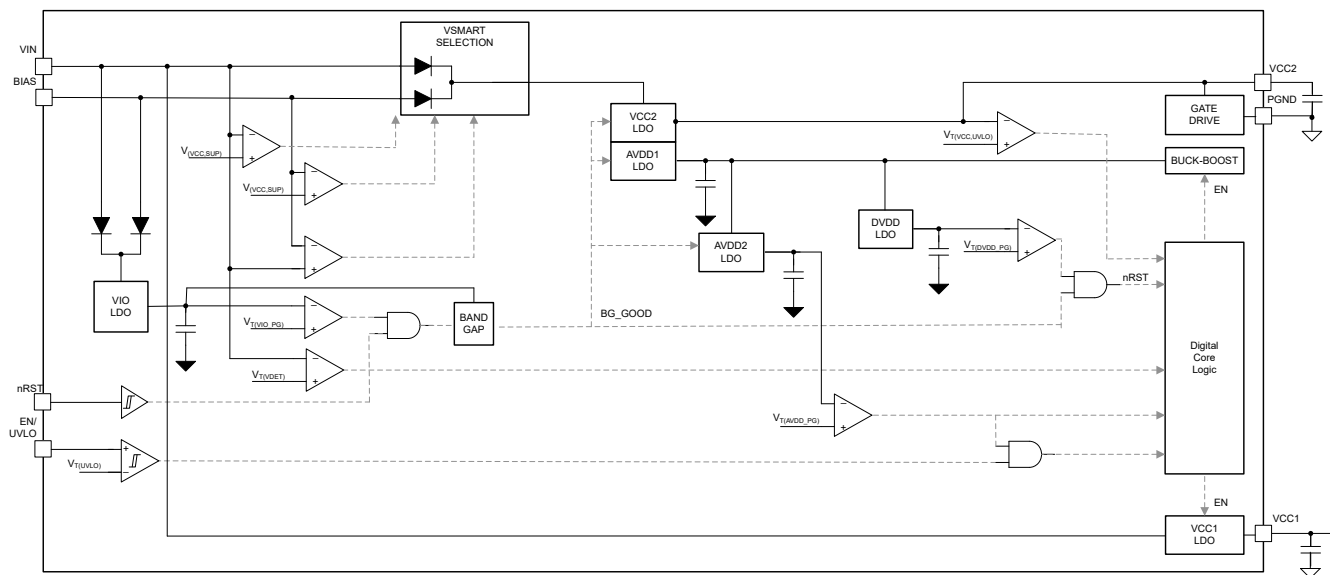 VSMART
SELECTION
VIN
BIAS
VCC2
PGND
GATE
DRIVE
VCC2
LDO
VT(VCC,UVLO)
V(VCC,SUP)
AVDD1
LDO
BUCK-BOOST
V(VCC,SUP)
EN
DVDD
LDO
AVDD2
LDO
VT(DVDD_PG)
nRST
VIO
LDO
BAND
GAP
BG_GOOD
VT(VIO_PG)
Digital
Core
Logic
VT(VDET)
nRST
VT(AVDD_PG)
EN/
UVLO
+
−
VT(UVLO)
EN
VCC1
VCC1
LDO